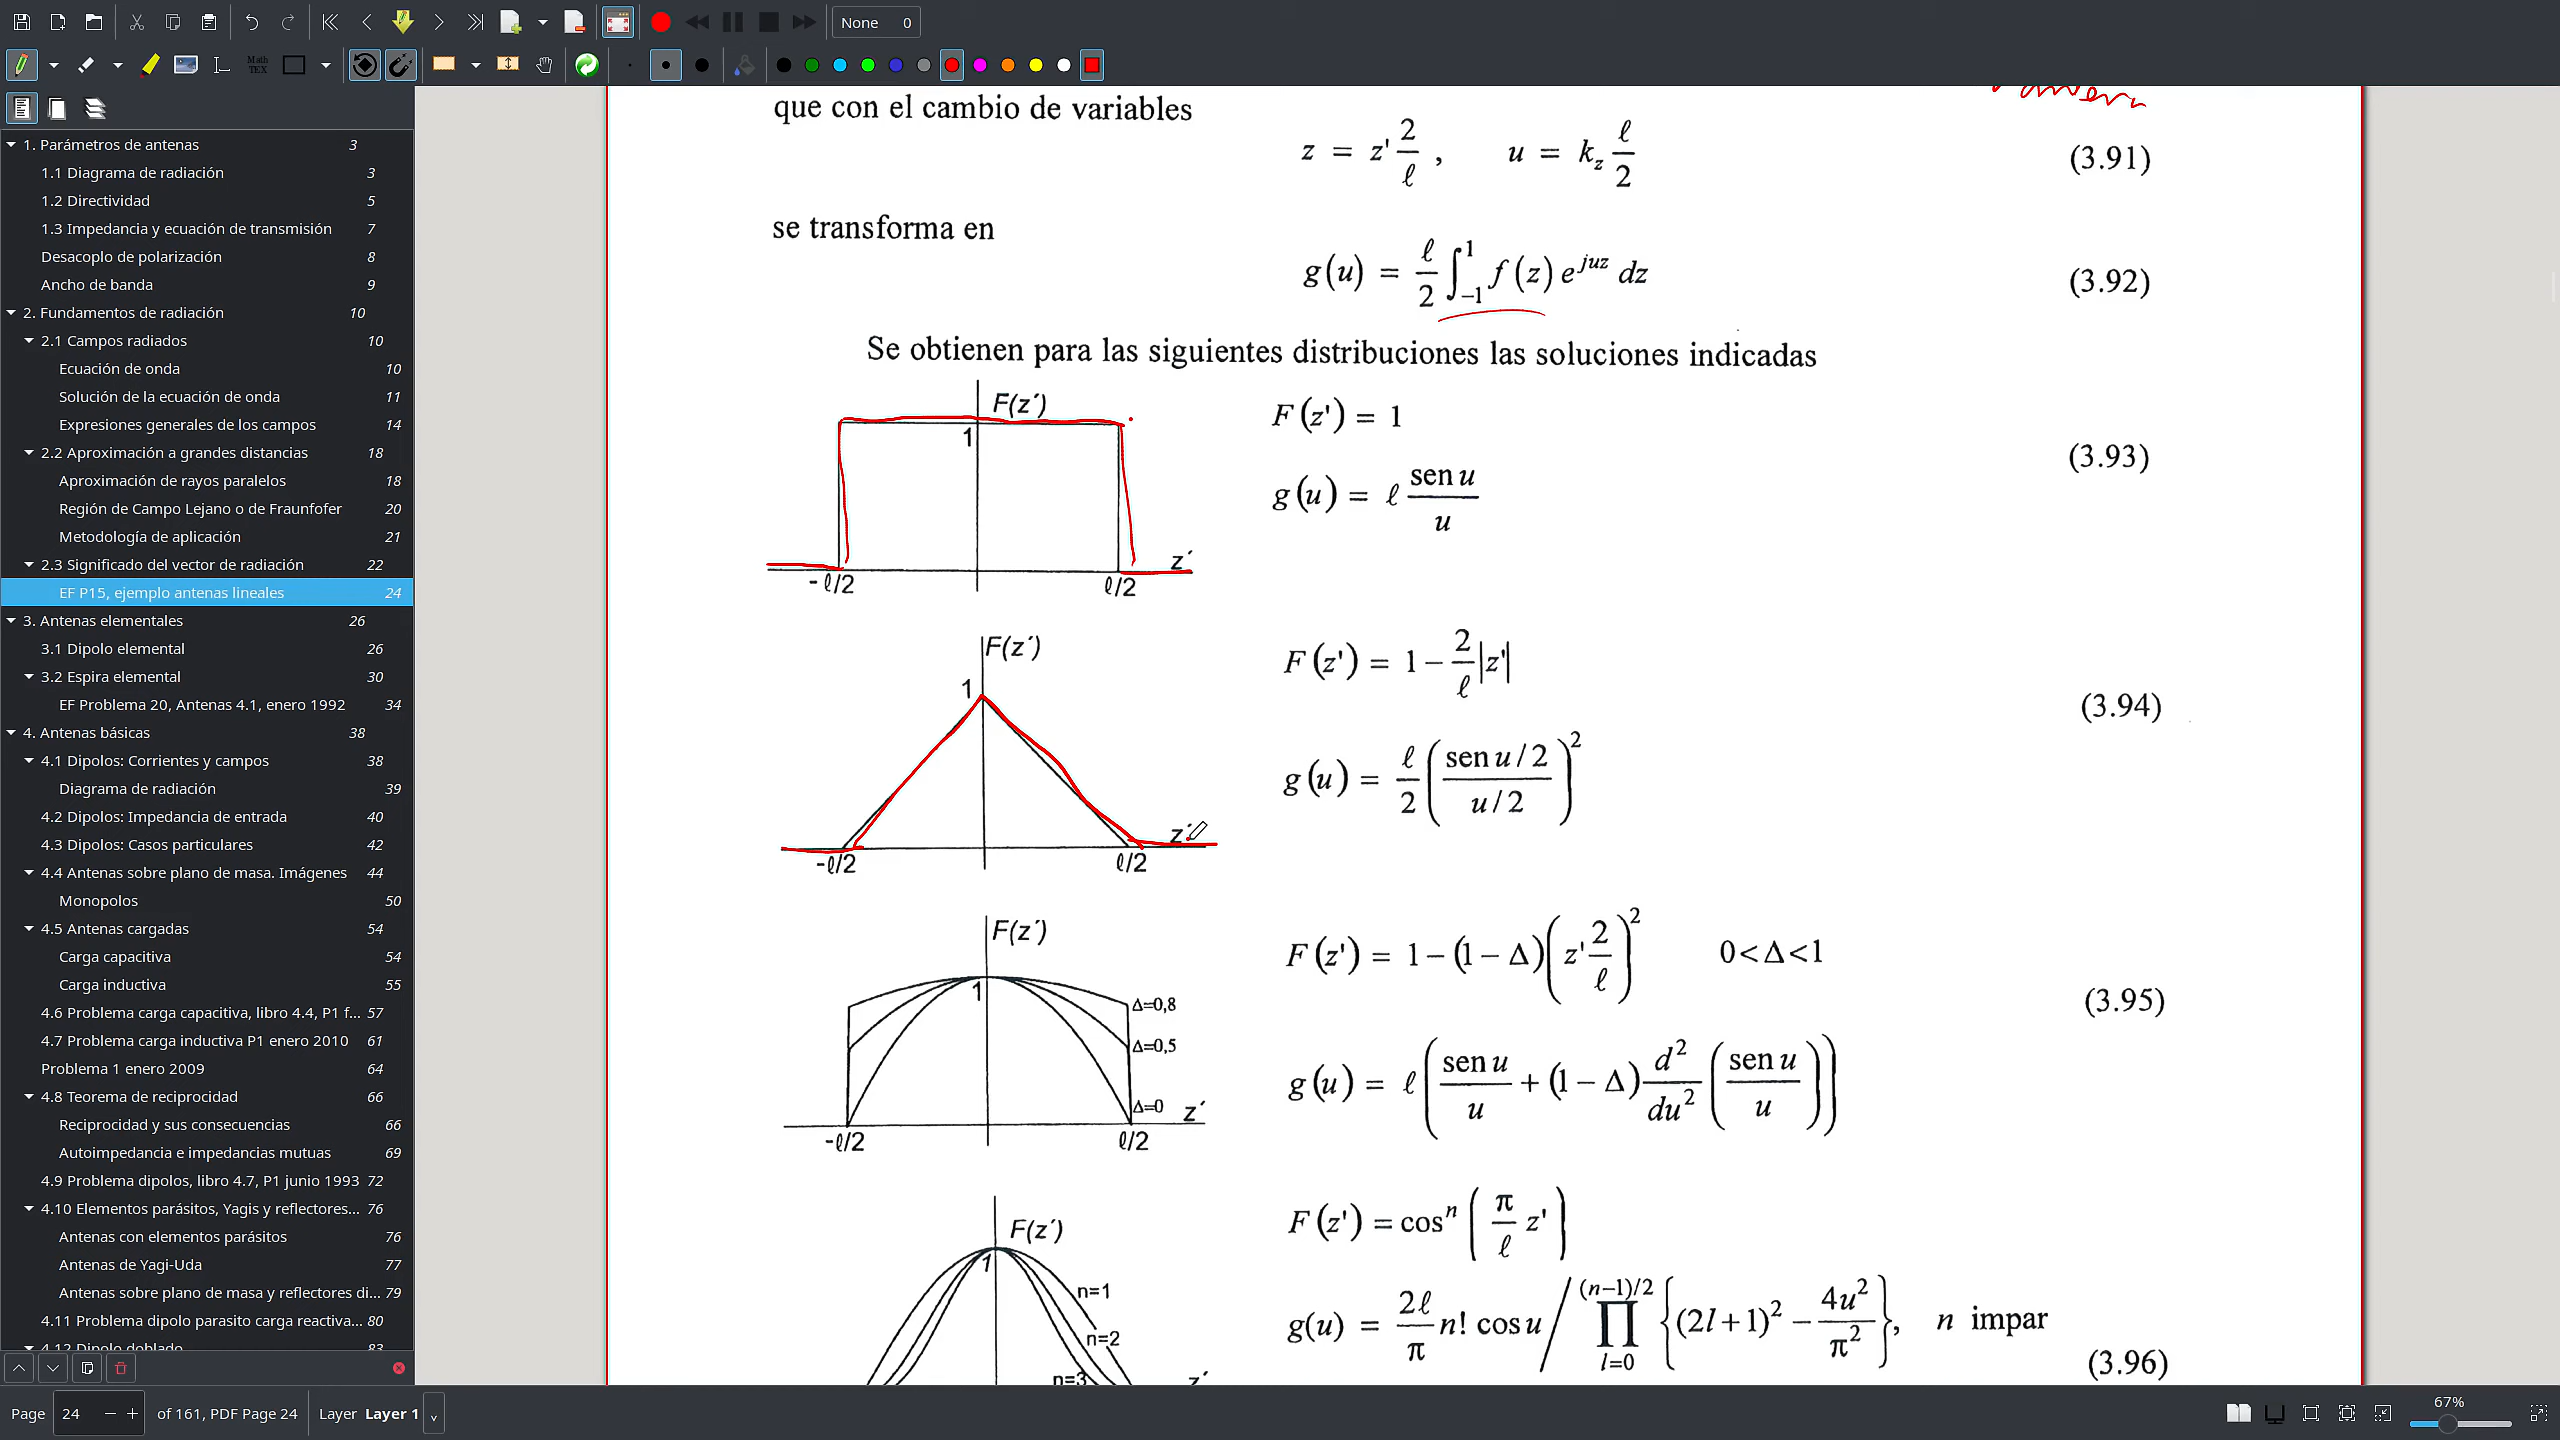 None 0
Math
TEX
1. Parámetros de antenas 3
1.1 Diagrama de radiación 3
1.2 Directividad 5
1.3 Impedancia y ecuación de transmisión 7
Desacoplo de polarización 8
Ancho de banda 9
2. Fundamentos de radiación 10
2.1 Campos radiados 10
Ecuación de onda 10
Solución de la ecuación de onda 11
Expresiones generales de los campos 14
2.2 Aproximación a grandes distancias 18
Aproximación de rayos paralelos 18
Región de Campo Lejano o de Fraunfofer 20
Metodología de aplicación 21
2.3 Significado del vector de radiación 22
EF P15, ejemplo antenas lineales 24
3. Antenas elementales 26
3.1 Dipolo elemental 26
3.2 Espira elemental 30
EF Problema 20, Antenas 4.1, enero 1992 34
4. Antenas básicas 38
4.1 Dipolos: Corrientes y campos 38
Diagrama de radiación 39
4.2 Dipolos: Impedancia de entrada 40
4.3 Dipolos: Casos particulares 42
4.4 Antenas sobre plano de masa. Imágenes 44
Monopolos 50
4.5 Antenas cargadas 54
Carga capacitiva 54
Carga inductiva 55
4.6 Problema carga capacitiva, libro 4.4, P1 f... 57
4.7 Problema carga inductiva P1 enero 2010 61
Problema 1 enero 2009 64
4.8 Teorema de reciprocidad 66
Reciprocidad y sus consecuencias 66
Autoimpedancia e impedancias mutuas 69
4.9 Problema dipolos, libro 4.7, P1 junio 1993 72
4.10 Elementos parásitos, Yagis y reflectores... 76
Antenas con elementos parásitos 76
Antenas de Yagi-Uda 77
Antenas sobre plano de masa y reflectores di... 79
4.11 Problema dipolo parasito carga reactiva... 80
4.12 Dipolo doblado 83
que con el cambio de variables
z = z' 2/ℓ , u = k_z ℓ/2 (3.91)
se transforma en
g(u) = ℓ/2 ∫_{-1}^{1} f(z) e^{juz} dz (3.92)
Se obtienen para las siguientes distribuciones las soluciones indicadas
F(z´)
1
-ℓ/2 ℓ/2 z´
F(z') = 1
g(u) = ℓ sen u / u (3.93)
F(z´)
1
-ℓ/2 ℓ/2 z´
F(z') = 1 - 2/ℓ |z'|
g(u) = ℓ/2 (sen u/2 / u/2)^2 (3.94)
F(z´)
1
Δ=0,8
Δ=0,5
Δ=0 z´
-ℓ/2 ℓ/2
F(z') = 1 - (1 - Δ)(z' 2/ℓ)^2 0<Δ<1
g(u) = ℓ (sen u / u + (1 - Δ) d^2/du^2 (sen u / u)) (3.95)
F(z´)
1
n=1
n=2
n=3 z´
F(z') = cos^n (π/ℓ z')
g(u) = 2ℓ/π n! cos u / ∏_{l=0}^{(n-1)/2} {(2l+1)^2 - 4u^2/π^2}, n impar
(3.96)
Page 24 of 161, PDF Page 24 Layer Layer 1 67%